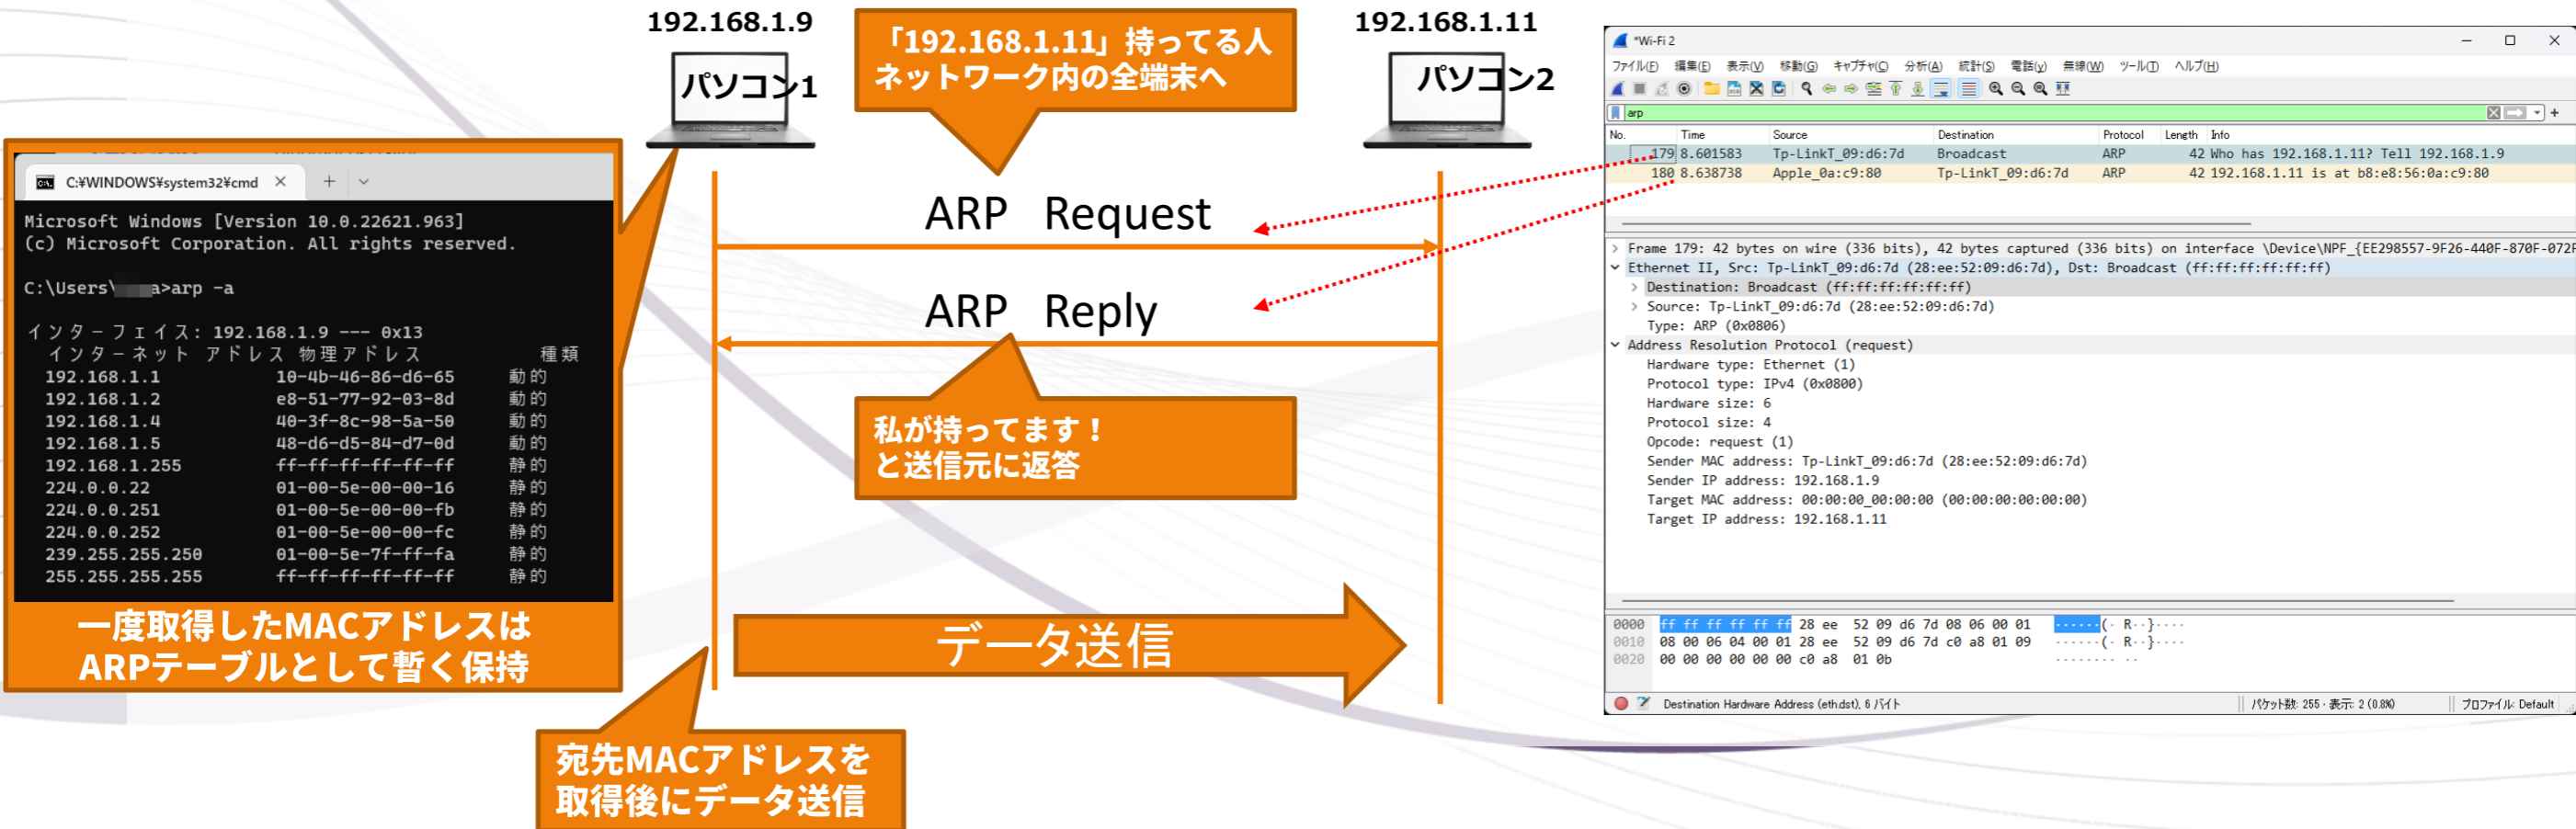 192.168.1.9
パソコン1
「192.168.1.11」持ってる人
ネットワーク内の全端末へ
192.168.1.11
パソコン2
C:¥WINDOWS¥system32¥cmd
Microsoft Windows [Version 10.0.22621.963]
(c) Microsoft Corporation. All rights reserved.
C:\Users\ a>arp -a
インターフェイス: 192.168.1.9 --- 0x13
インターネット アドレス 物理アドレス 種類
192.168.1.1 10-4b-46-86-d6-65 動的
192.168.1.2 e8-51-77-92-03-8d 動的
192.168.1.4 40-3f-8c-98-5a-50 動的
192.168.1.5 48-d6-d5-84-d7-0d 動的
192.168.1.255 ff-ff-ff-ff-ff-ff 静的
224.0.0.22 01-00-5e-00-00-16 静的
224.0.0.251 01-00-5e-00-00-fb 静的
224.0.0.252 01-00-5e-00-00-fc 静的
239.255.255.250 01-00-5e-7f-ff-fa 静的
255.255.255.255 ff-ff-ff-ff-ff-ff 静的
一度取得したMACアドレスは
ARPテーブルとして暫く保持
ARP Request
ARP Reply
私が持ってます！
と送信元に返答
データ送信
宛先MACアドレスを
取得後にデータ送信
*Wi-Fi 2
ファイル(F) 編集(E) 表示(V) 移動(G) キャプチャ(C) 分析(A) 統計(S) 電話(y) 無線(W) ツール(T) ヘルプ(H)
arp
No. Time Source Destination Protocol Length Info
179 8.601583 Tp-LinkT_09:d6:7d Broadcast ARP 42 Who has 192.168.1.11? Tell 192.168.1.9
180 8.638738 Apple_0a:c9:80 Tp-LinkT_09:d6:7d ARP 42 192.168.1.11 is at b8:e8:56:0a:c9:80
Frame 179: 42 bytes on wire (336 bits), 42 bytes captured (336 bits) on interface \Device\NPF_{EE298557-9F26-440F-870F-072F
Ethernet II, Src: Tp-LinkT_09:d6:7d (28:ee:52:09:d6:7d), Dst: Broadcast (ff:ff:ff:ff:ff:ff)
Destination: Broadcast (ff:ff:ff:ff:ff:ff)
Source: Tp-LinkT_09:d6:7d (28:ee:52:09:d6:7d)
Type: ARP (0x0806)
Address Resolution Protocol (request)
Hardware type: Ethernet (1)
Protocol type: IPv4 (0x0800)
Hardware size: 6
Protocol size: 4
Opcode: request (1)
Sender MAC address: Tp-LinkT_09:d6:7d (28:ee:52:09:d6:7d)
Sender IP address: 192.168.1.9
Target MAC address: 00:00:00_00:00:00 (00:00:00:00:00:00)
Target IP address: 192.168.1.11
0000 ff ff ff ff ff ff 28 ee 52 09 d6 7d 08 06 00 01 ······(· R··}····
0010 08 00 06 04 00 01 28 ee 52 09 d6 7d c0 a8 01 09 ······(· R··}····
0020 00 00 00 00 00 00 c0 a8 01 0b ········ ··
Destination Hardware Address (eth.dst), 6 バイト
パケット数: 255 · 表示: 2 (0.8%)
プロファイル: Default